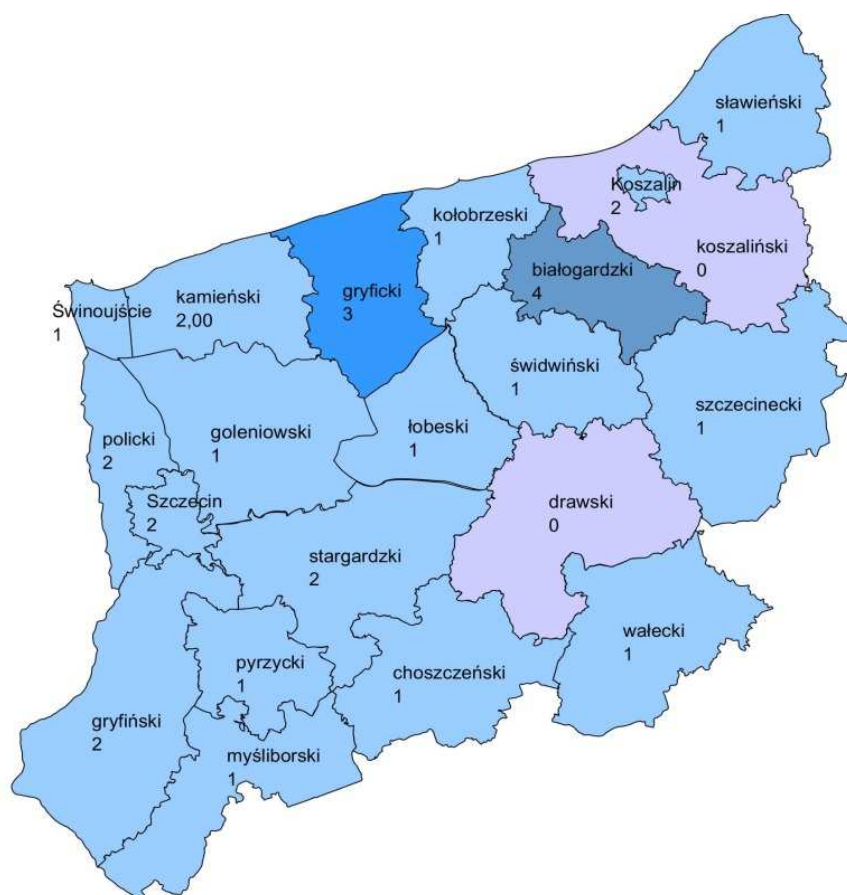 sławieński
1
Koszalin
2
kołobrzeski
1
koszaliński
0
białogardzki
4
gryficki
3
kamieński
2,00
Świnoujście
1
świdwiński
1
szczecinecki
1
łobeski
1
goleniowski
1
policki
2
Szczecin
2
drawski
0
stargardzki
2
wałecki
1
choszczeński
1
pyrzycki
1
gryfiński
2
myśliborski
1